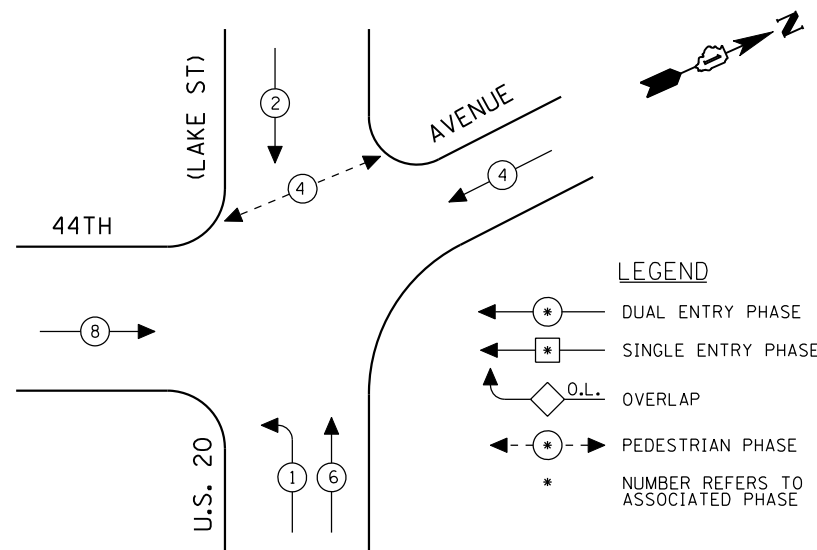 N
(LAKE ST)
2
AVENUE
4
4
44TH
8
U.S. 20
1
6
LEGEND
* DUAL ENTRY PHASE
* SINGLE ENTRY PHASE
O.L. OVERLAP
* PEDESTRIAN PHASE
* NUMBER REFERS TO
ASSOCIATED PHASE